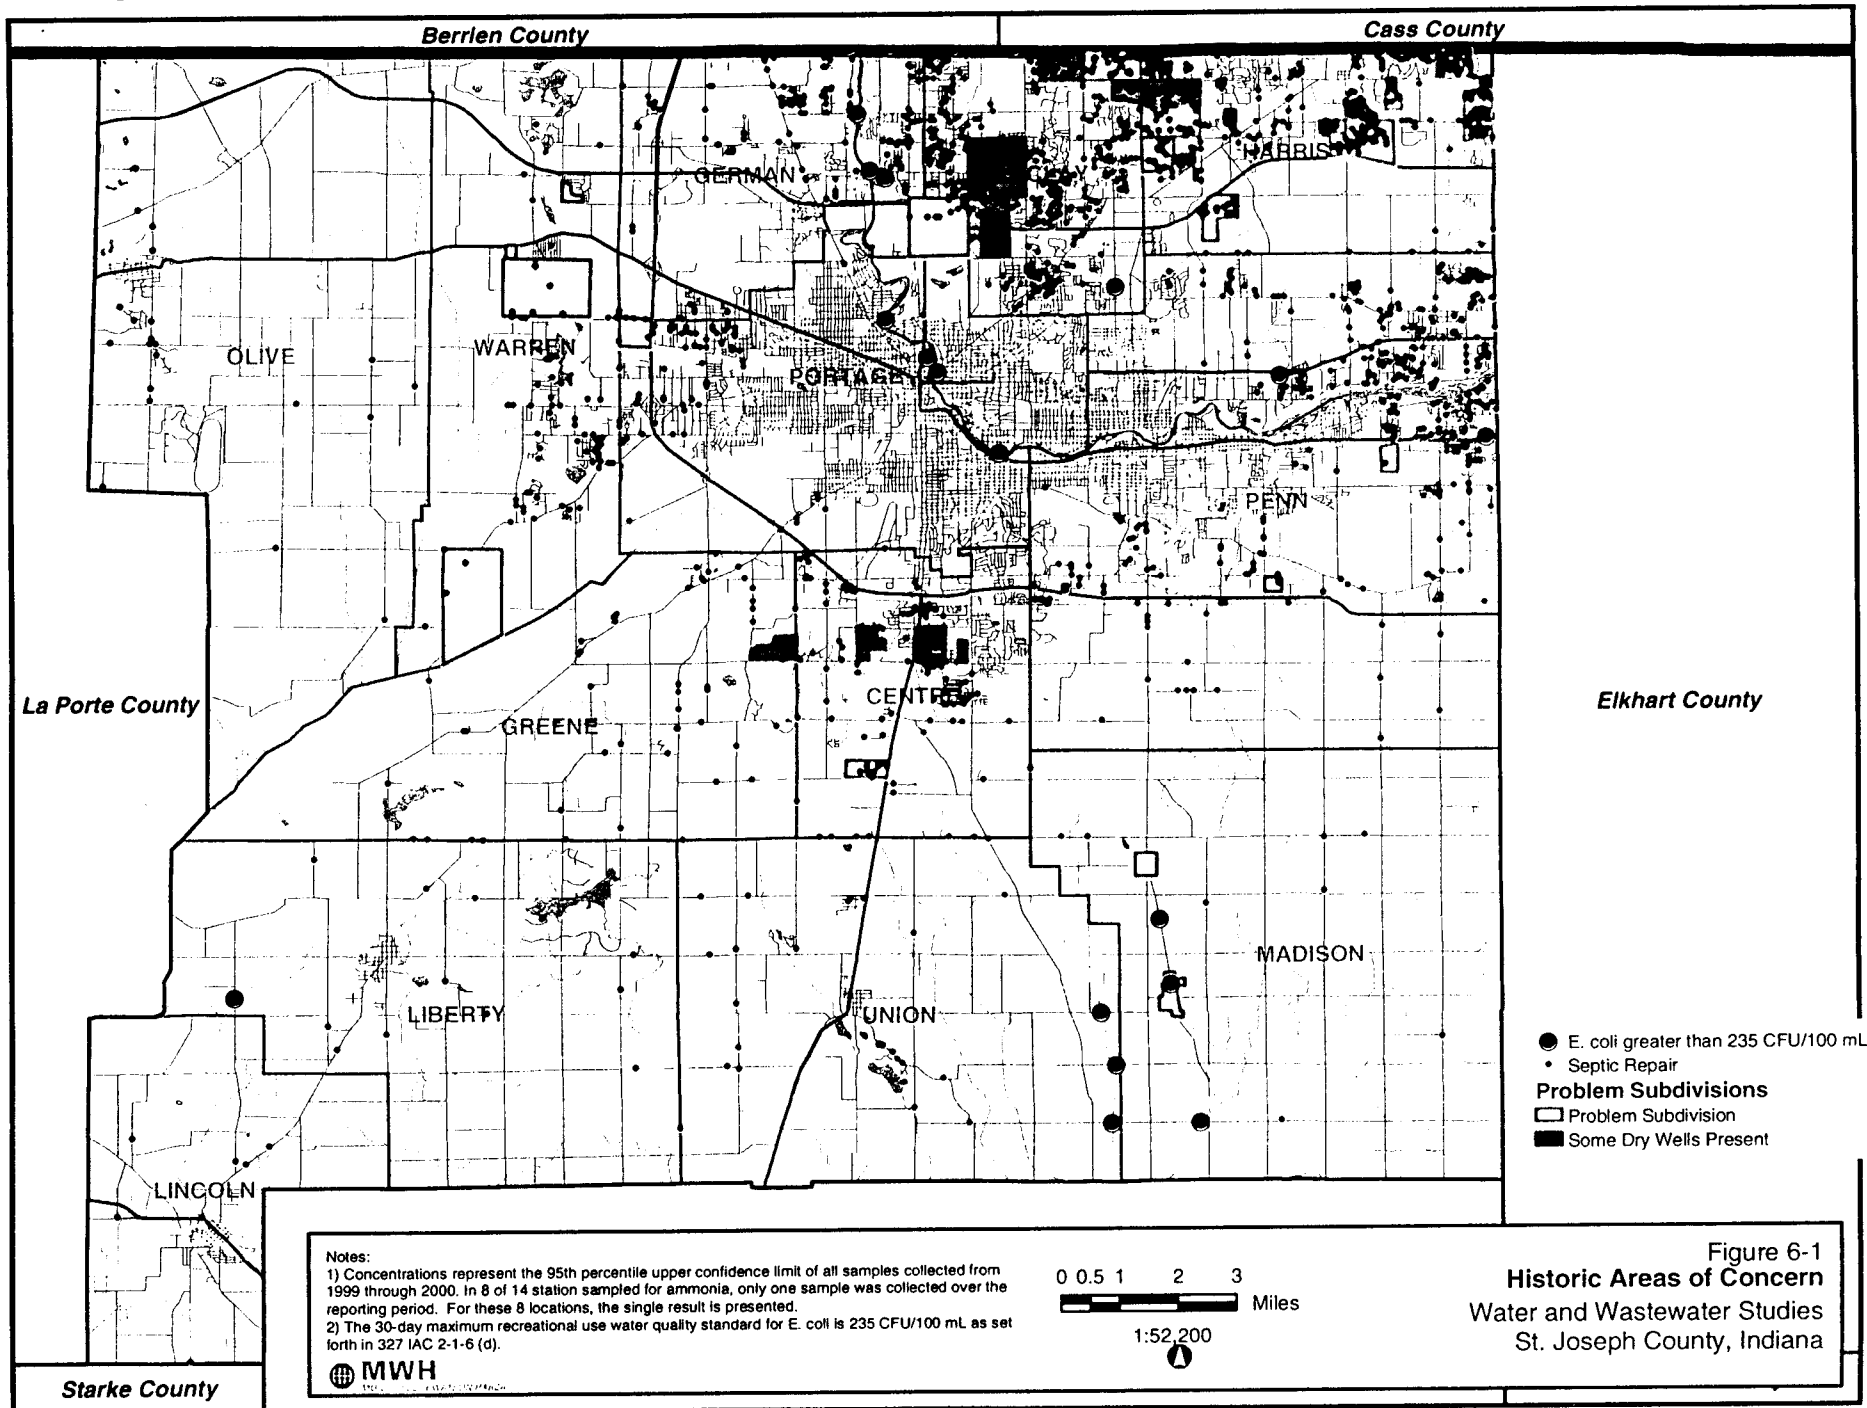 Berrien County
Cass County
GERMAN
CLAY
HARRIS
OLIVE
WARREN
PORTAGE
PENN
La Porte County
CENTRE
Elkhart County
GREENE
MADISON
LIBERTY
UNION
E. coli greater than 235 CFU/100 mL
Septic Repair
Problem Subdivisions
Problem Subdivision
Some Dry Wells Present
LINCOLN
Notes:
1) Concentrations represent the 95th percentile upper confidence limit of all samples collected from
1999 through 2000. In 8 of 14 station sampled for ammonia, only one sample was collected over the
reporting period. For these 8 locations, the single result is presented.
2) The 30-day maximum recreational use water quality standard for E. coli is 235 CFU/100 mL as set
forth in 327 IAC 2-1-6 (d).
MWH
0 0.5 1 2 3
Miles
1:52,200
Figure 6-1
Historic Areas of Concern
Water and Wastewater Studies
St. Joseph County, Indiana
Starke County